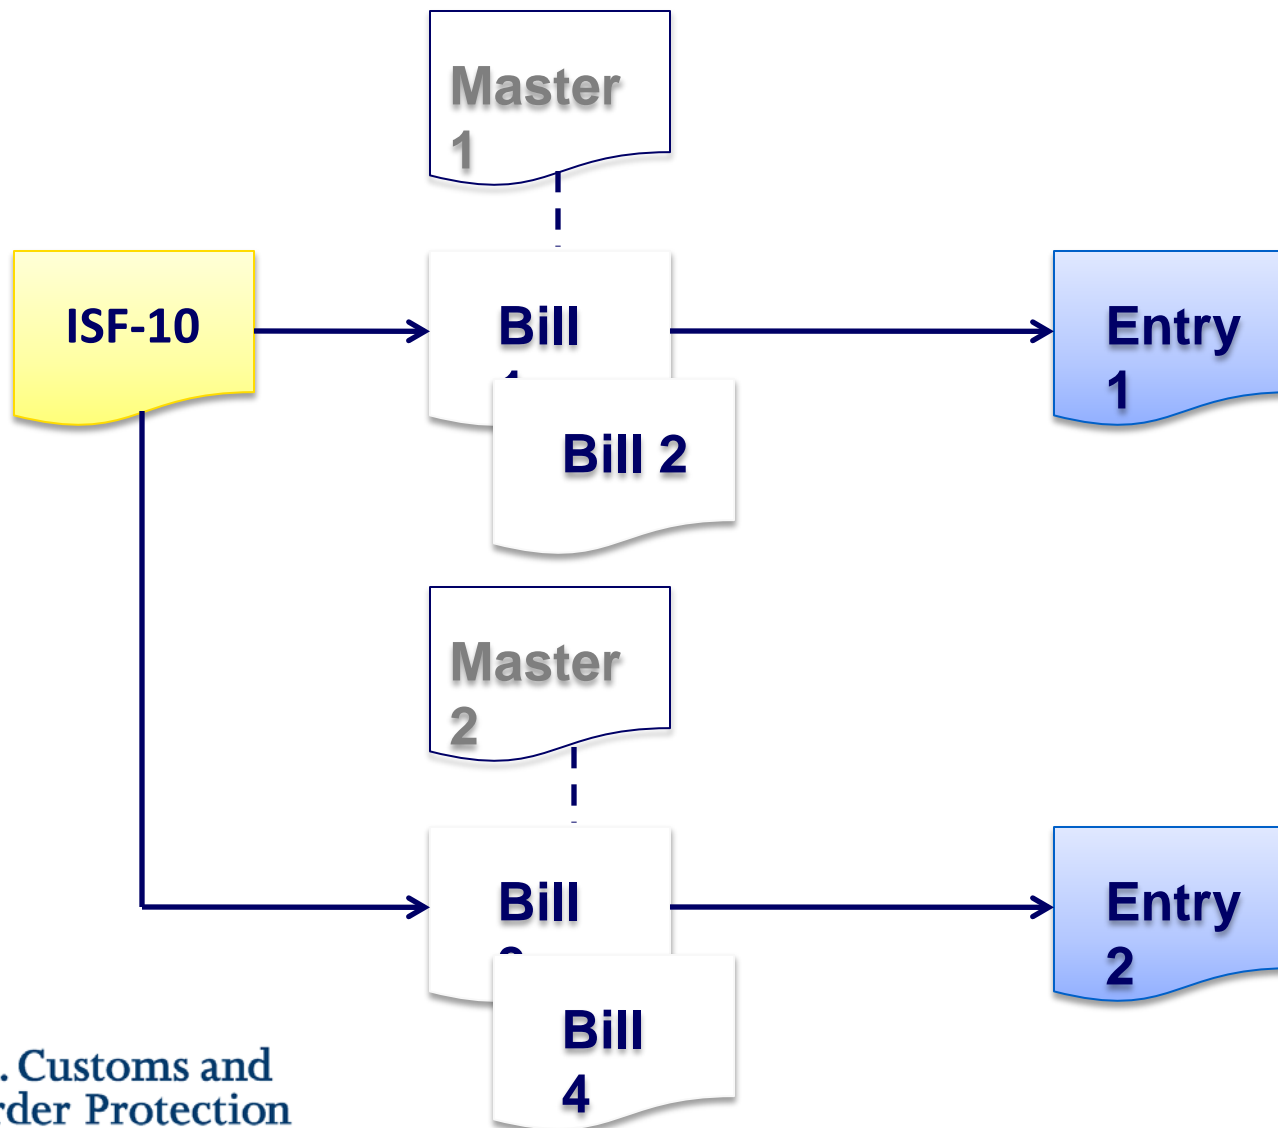 Master
1
ISF-10
Bill
Entry
1
Bill 2
Master
2
Bill
Entry
2
Bill
4
. Customs and
rder Protection